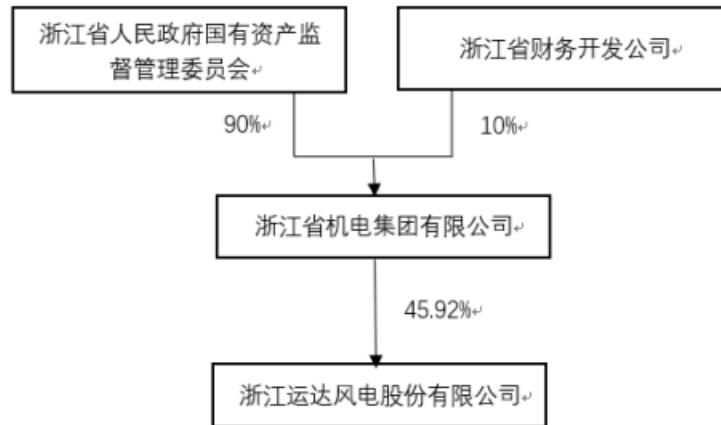 浙江省人民政府国有资产监
督管理委员会
浙江省财务开发公司
90%
10%
浙江省机电集团有限公司
45.92%
浙江运达风电股份有限公司